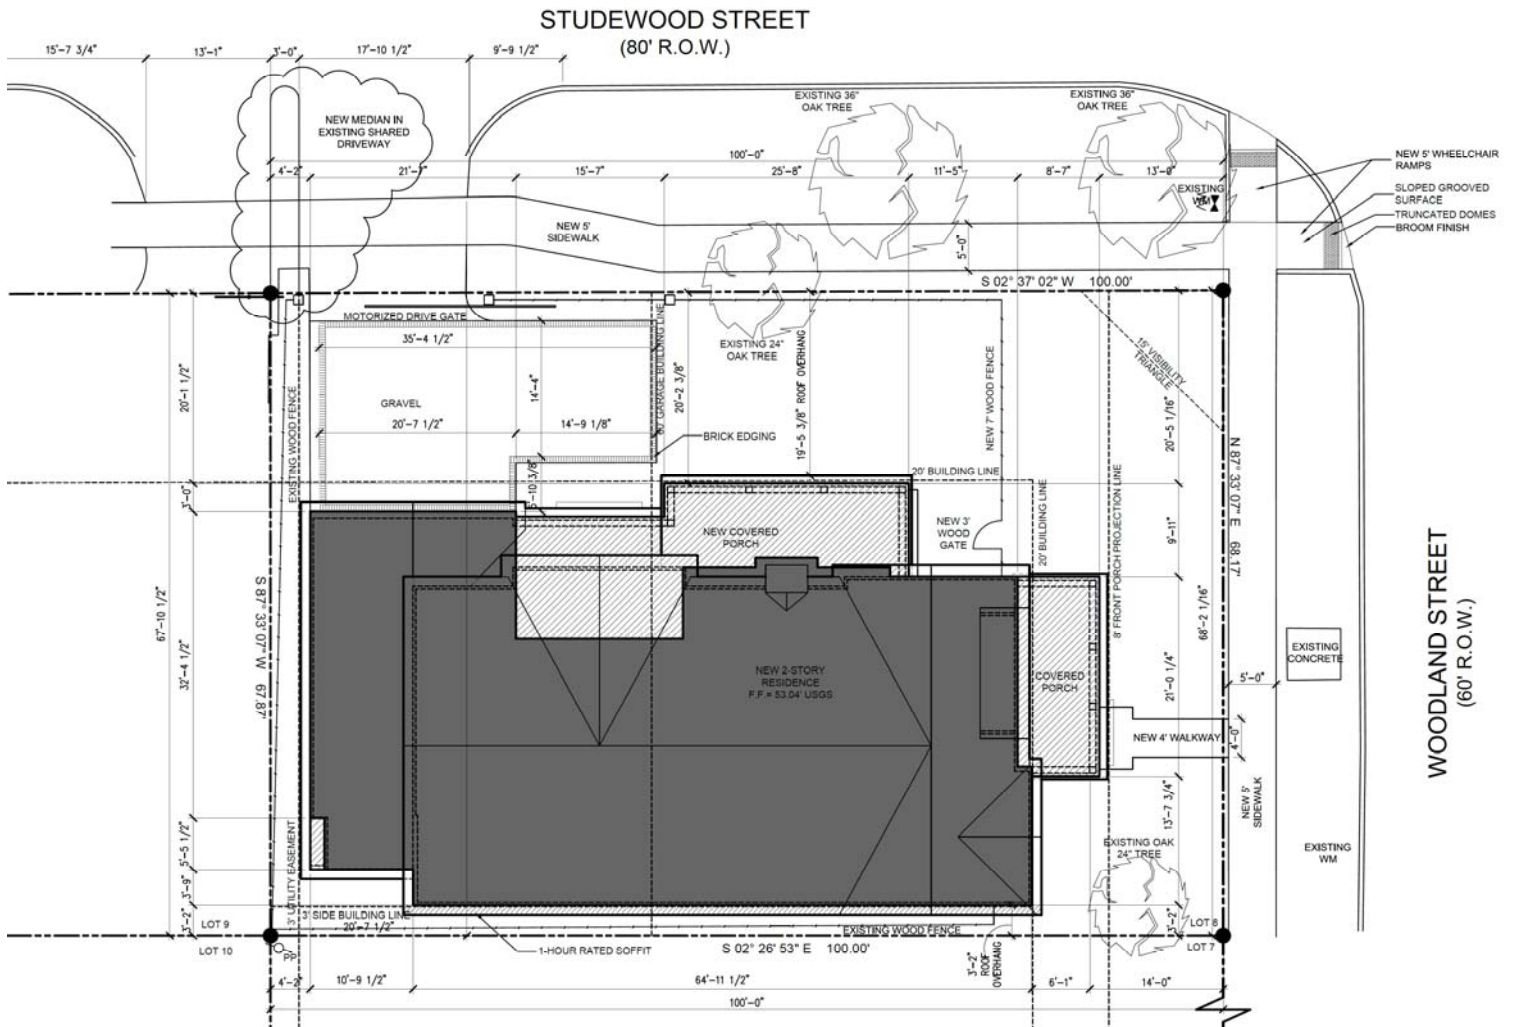 STUDEWOOD STREET
(80' R.O.W.)
15'-7 3/4"
13'-1"
3'-0"
17'-10 1/2"
9'-9 1/2"
NEW MEDIAN IN
EXISTING SHARED
DRIVEWAY
EXISTING 36"
OAK TREE
EXISTING 36"
OAK TREE
100'-0"
4'-2"
15'-7"
25'-8"
11'-5"
8'-7"
13'-0"
NEW 5' WHEELCHAIR
RAMPS
SLOPED GROOVED
SURFACE
TRUNCATED DOMES
BROOM FINISH
EXISTING
WM
NEW 5'
SIDEWALK
5'-0"
S 02° 37' 02" W 100.00'
MOTORIZED DRIVE GATE
35'-4 1/2"
EXISTING 24"
OAK TREE
15' VISIBILITY
TRIANGLE
20'-1 1/2"
EXISTING WOOD FENCE
GRAVEL
14'-4"
GARAGE BUILDING LINE
20'-2 3/8"
19'-5 3/8" ROOF OVERHANG
NEW 7' WOOD FENCE
20'-5 1/16"
20'-7 1/2"
14'-9 1/8"
BRICK EDGING
N 87° 33' 07" E 68.17'
3'-0"
5'-10 3/8"
20' BUILDING LINE
20' BUILDING LINE
8' FRONT PORCH PROJECTION LINE
NEW COVERED
PORCH
NEW 3'
WOOD
GATE
9'-11"
67'-10 1/2"
S 87° 33' 07" W 67.87'
32'-4 1/2"
NEW 2-STORY
RESIDENCE
F.F.= 53.04' USGS
COVERED
PORCH
21'-0 1/4"
68'-2 1/16"
EXISTING
CONCRETE
WOODLAND STREET
(60' R.O.W.)
5'-0"
NEW 4' WALKWAY
4'-0"
NEW 5'
SIDEWALK
13'-7 3/4"
5'-5 1/2"
3' UTILITY EASEMENT
EXISTING OAK
24" TREE
EXISTING
WM
3'-9"
3'-2"
LOT 9
LOT 10
3' SIDE BUILDING LINE
20'-7 1/2"
PP
1-HOUR RATED SOFFIT
S 02° 26' 53" E 100.00'
EXISTING WOOD FENCE
3'-2"
ROOF
OVERHANG
3'-2"
LOT 8
LOT 7
4'-2"
10'-9 1/2"
64'-11 1/2"
6'-1"
14'-0"
100'-0"